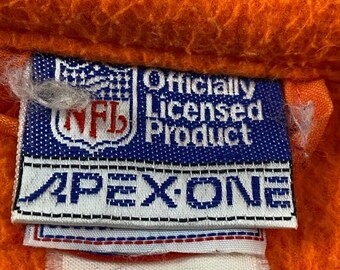 NFL
Officially
Licensed
Product
APEX·ONE